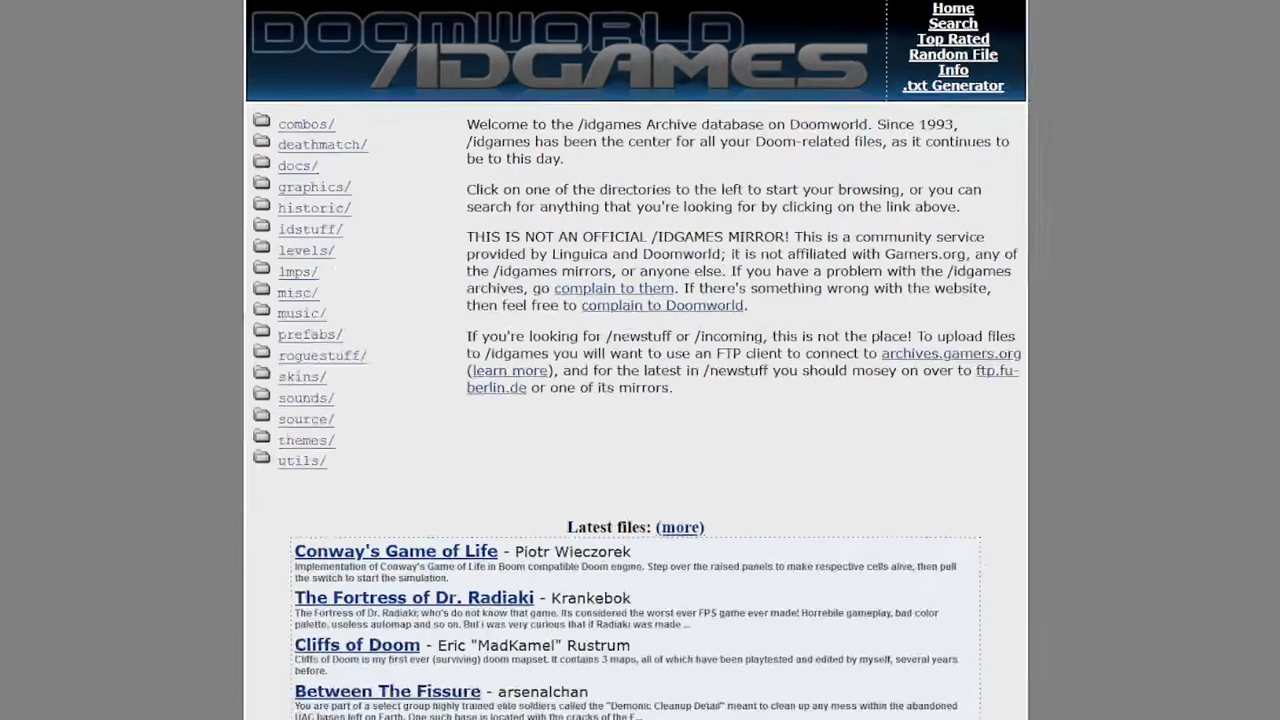 DOOMWORLD
/IDGAMES
Home
Search
Top Rated
Random File
Info
.txt Generator
combos/
deathmatch/
docs/
graphics/
historic/
idstuff/
levels/
lmps/
misc/
music/
prefabs/
roguestuff/
skins/
sounds/
source/
themes/
utils/
Welcome to the /idgames Archive database on Doomworld. Since 1993,
/idgames has been the center for all your Doom-related files, as it continues to
be to this day.
Click on one of the directories to the left to start your browsing, or you can
search for anything that you're looking for by clicking on the link above.
THIS IS NOT AN OFFICIAL /IDGAMES MIRROR! This is a community service
provided by Linguica and Doomworld; it is not affiliated with Gamers.org, any of
the /idgames mirrors, or anyone else. If you have a problem with the /idgames
archives, go complain to them. If there's something wrong with the website,
then feel free to complain to Doomworld.
If you're looking for /newstuff or /incoming, this is not the place! To upload files
to /idgames you will want to use an FTP client to connect to archives.gamers.org
(learn more), and for the latest in /newstuff you should mosey on over to ftp.fu-
berlin.de or one of its mirrors.
Latest files: (more)
Conway's Game of Life - Piotr Wieczorek
Implementation of Conway's Game of Life in Boom compatible Doom engine. Step over the raised panels to make respective cells alive, then pull
the switch to start the simulation.
The Fortress of Dr. Radiaki - Krankebok
The Fortress of Dr. Radiaki; who's do not know that game. Its considered the worst ever FPS game ever made! Horrebile gameplay, bad color
palette, useless automap and so on. But i was very curious that if Radiaki was made ...
Cliffs of Doom - Eric "MadKamel" Rustrum
Cliffs of Doom is my first ever (surviving) doom mapset. It contains 3 maps, all of which have been playtested and edited by myself, several years
before.
Between The Fissure - arsenalchan
You are part of a select group highly trained elite soldiers called the "Demonic Cleanup Detail" meant to clean up any mess within the abandoned
UAC bases left on Earth. One such base is located with the cracks of the F...